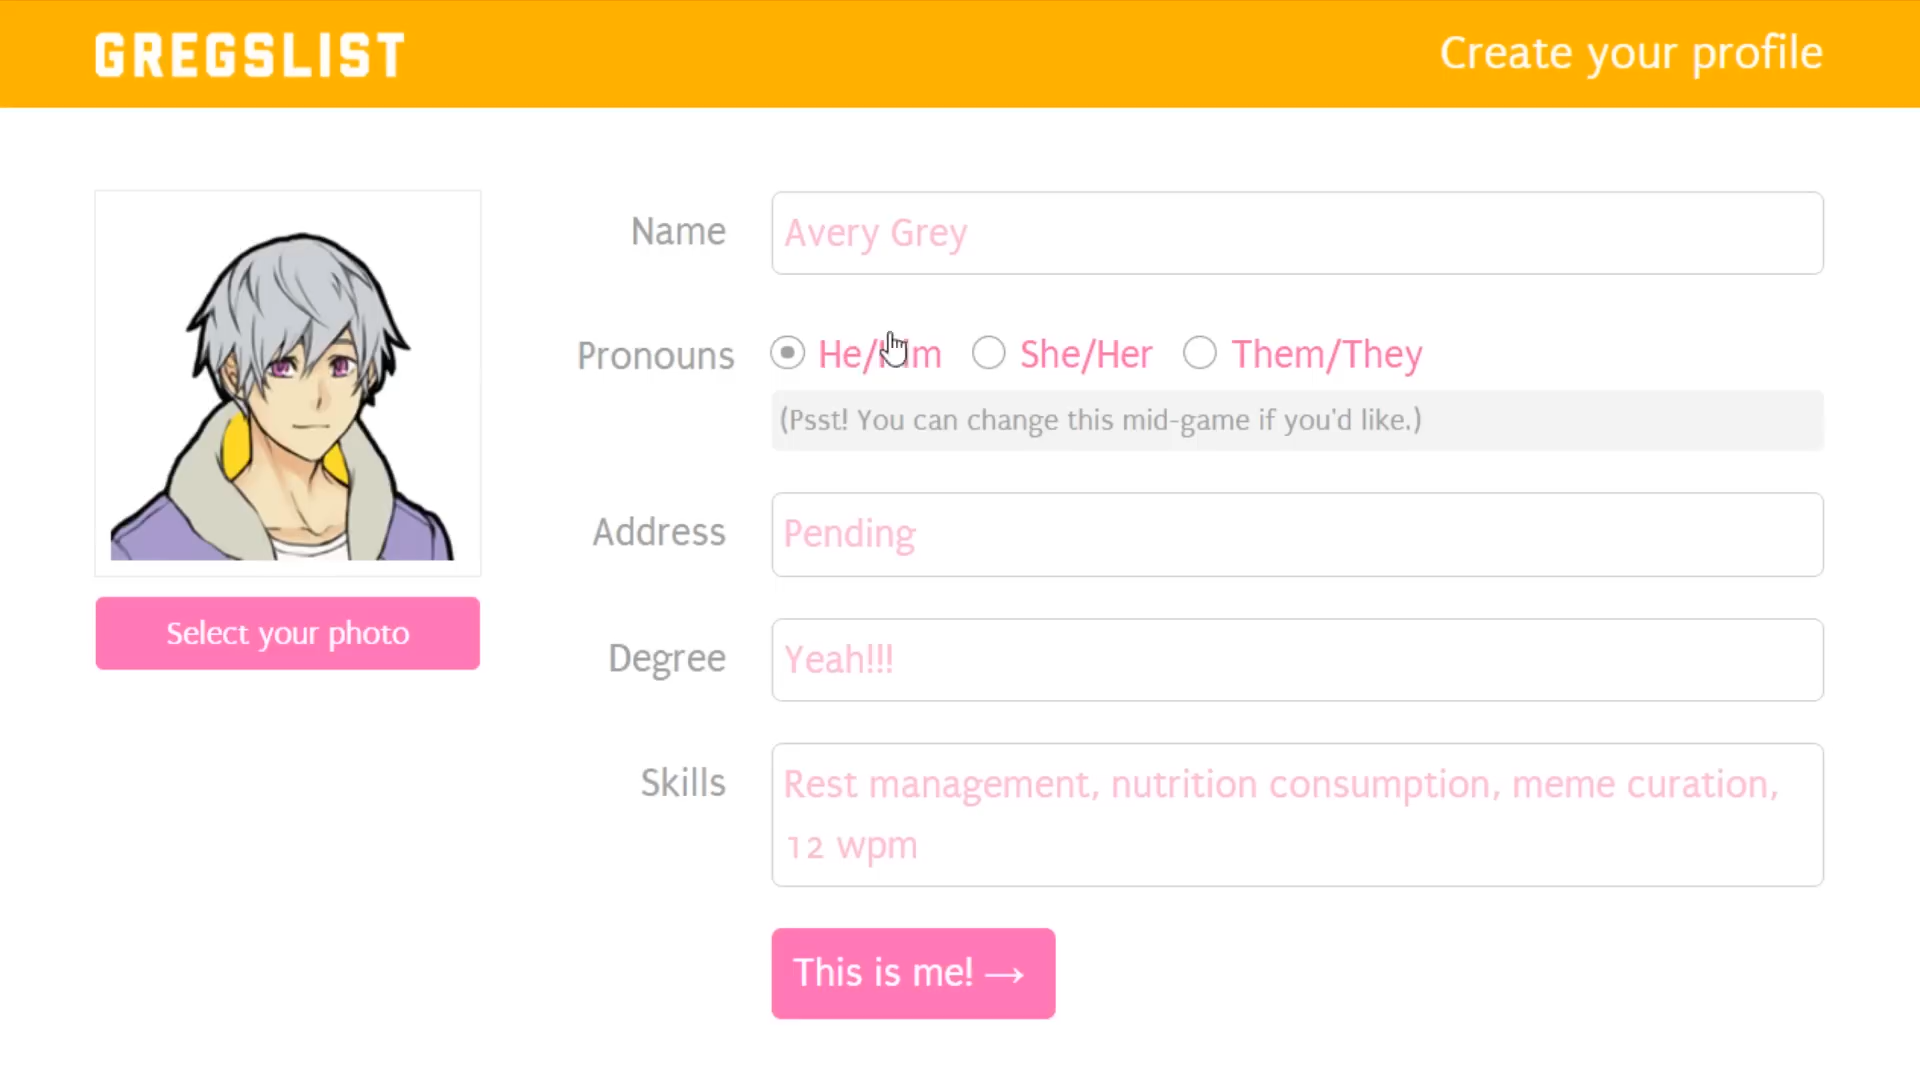 GREGSLIST
Create your profile
Name
Avery Grey
Pronouns
He/Him
She/Her
Them/They
(Psst! You can change this mid-game if you'd like.)
Address
Pending
Degree
Yeah!!!
Skills
Rest management, nutrition consumption, meme curation,
12 wpm
Select your photo
This is me! →